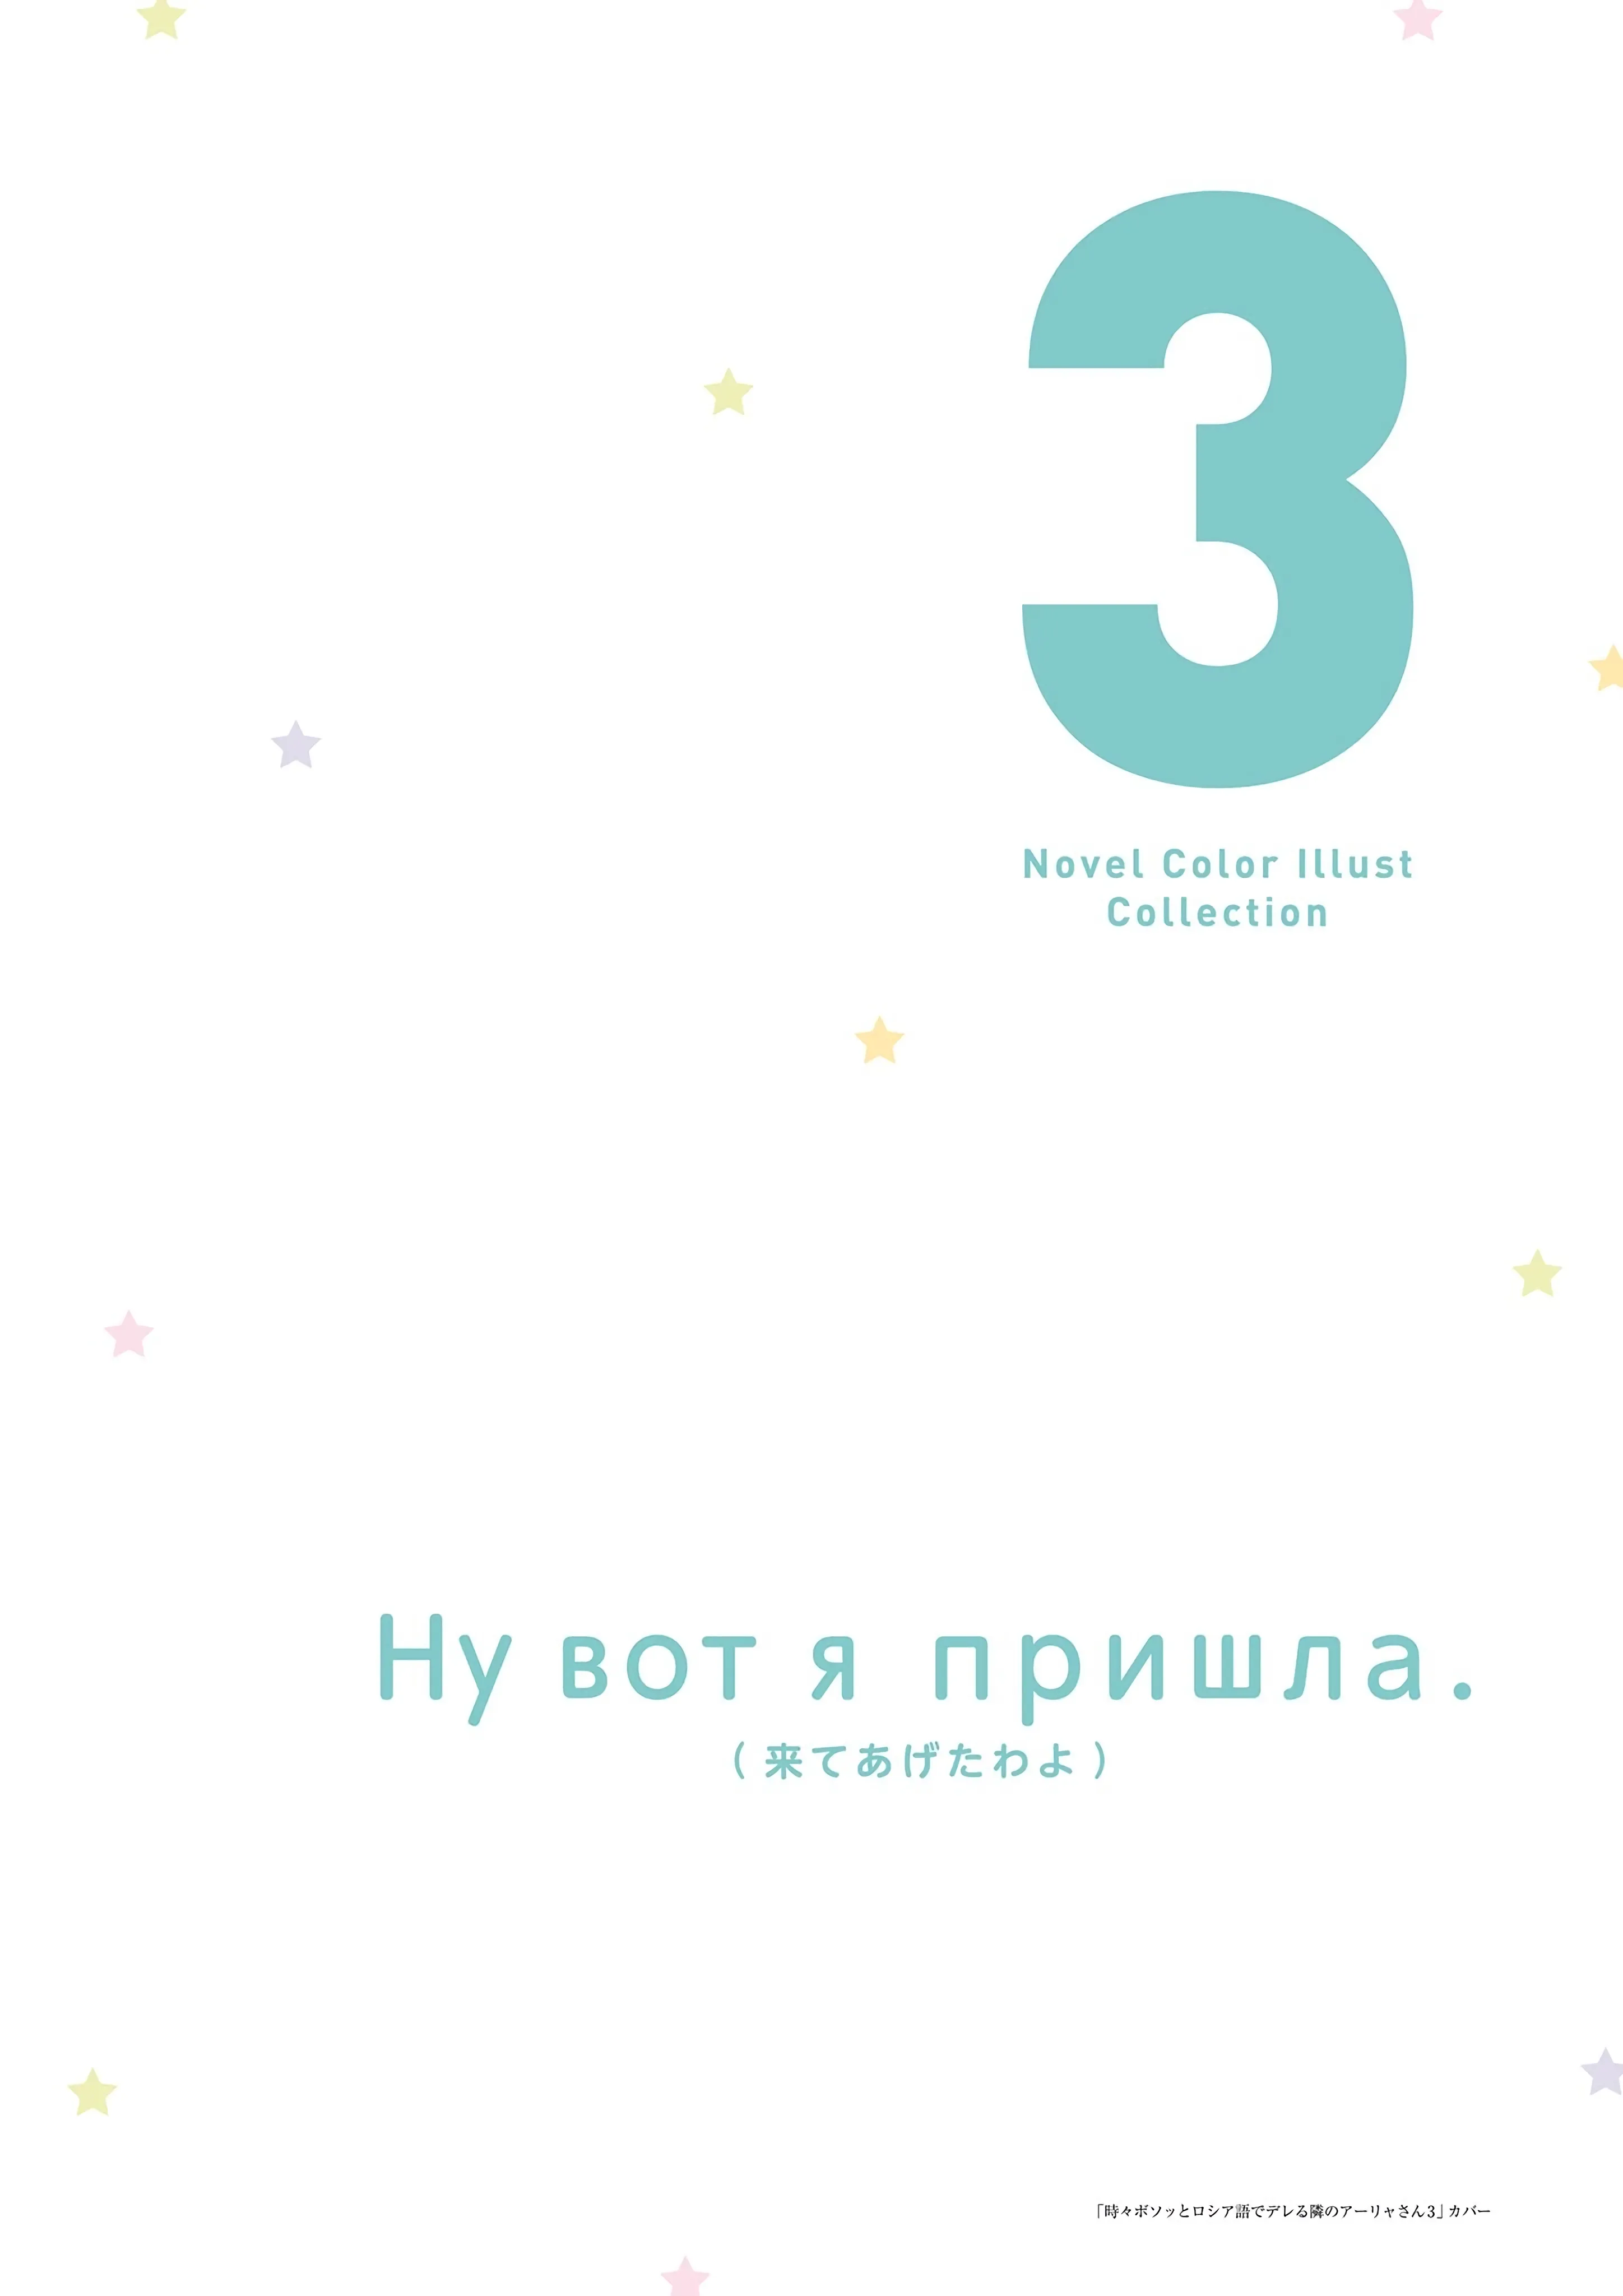 3
Novel Color Illust
Collection
Ну вот я пришла.
（来てあげたわよ）
「時々ボソッとロシア語でデレる隣のアーリャさん3」カバー